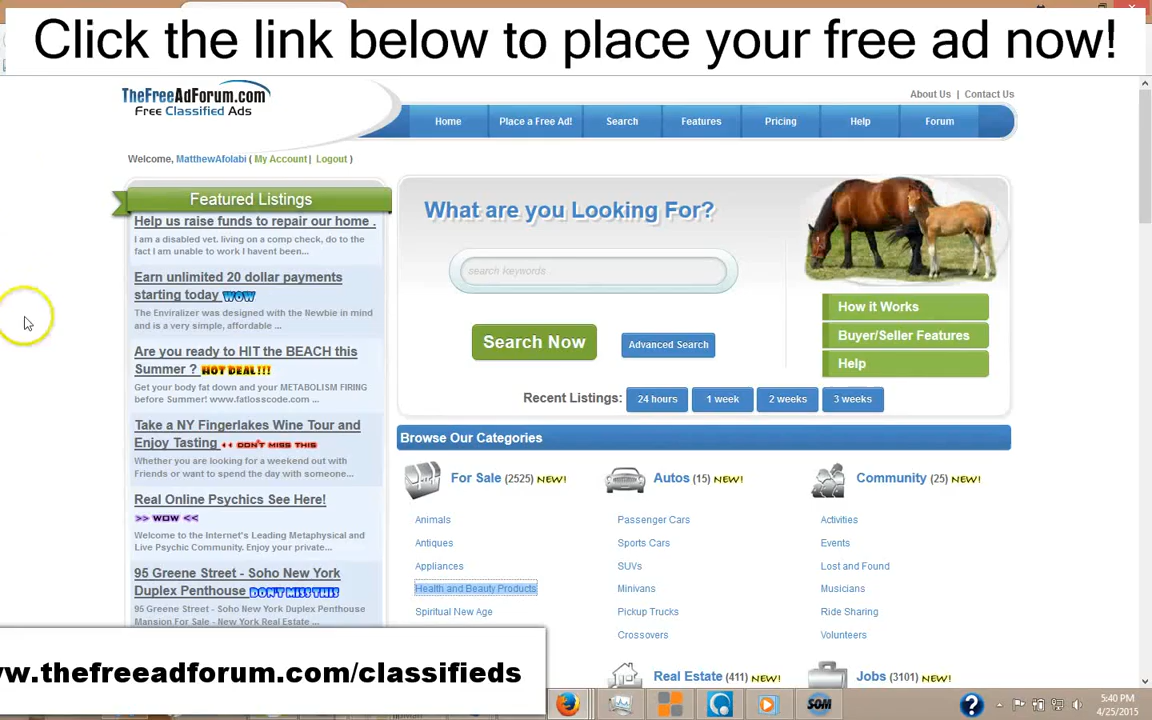 Click the link below to place your free ad now!
TheFreeAdForum.com
Free Classified Ads
About Us | Contact Us
Home
Place a Free Ad!
Search
Features
Pricing
Help
Forum
Welcome, MatthewAfolabi ( My Account | Logout )
Featured Listings
Help us raise funds to repair our home .
I am a disabled vet. living on a comp check, do to the
fact I am unable to work I havent been...
Earn unlimited 20 dollar payments
starting today WOW
The Enviralizer was designed with the Newbie in mind
and is a very simple, affordable ...
Are you ready to HIT the BEACH this
Summer ? HOT DEAL!!!
Get your body fat down and your METABOLISM FIRING
before Summer! www.fatlosscode.com ...
Take a NY Fingerlakes Wine Tour and
Enjoy Tasting DON'T MISS THIS
Whether you are looking for a weekend out with
Friends or want to spend the day with someone...
Real Online Psychics See Here!
>> WOW <<
Welcome to the Internet's Leading Metaphysical and
Live Psychic Community. Enjoy your private...
95 Greene Street - Soho New York
Duplex Penthouse DON'T MISS THIS
95 Greene Street - Soho New York Duplex Penthouse
Mansion For Sale - New York Real Estate ...
What are you Looking For?
search keywords
Search Now
Advanced Search
How it Works
Buyer/Seller Features
Help
Recent Listings:
24 hours
1 week
2 weeks
3 weeks
Browse Our Categories
For Sale (2525) NEW!
Animals
Antiques
Appliances
Health and Beauty Products
Spiritual New Age
Autos (15) NEW!
Passenger Cars
Sports Cars
SUVs
Minivans
Pickup Trucks
Crossovers
Community (25) NEW!
Activities
Events
Lost and Found
Musicians
Ride Sharing
Volunteers
Real Estate (411) NEW!
Jobs (3101) NEW!
w.thefreeadforum.com/classifieds
SOM
5:40 PM
4/25/2015